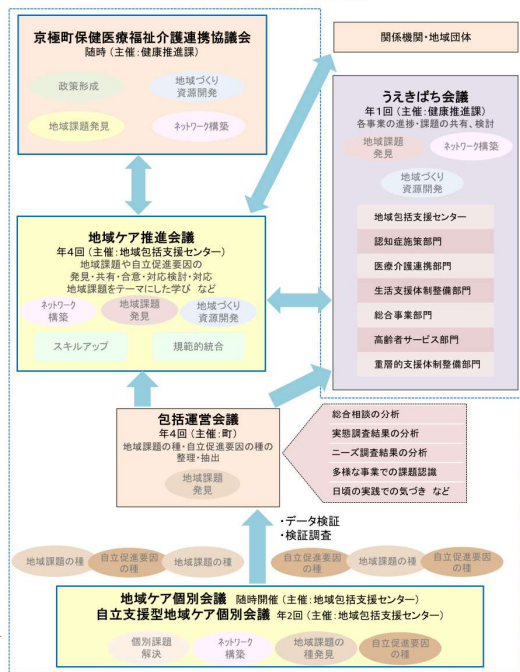 京極町保健医療福祉介護連携協議会
随時（主催：健康推進課）
政策形成
地域づくり
資源開発
地域課題発見
ネットワーク構築
関係機関・地域団体
うえきばち会議
年1回（主催：健康推進課）
各事業の進捗・課題の共有、検討
地域課題
発見
ネットワーク構築
地域づくり
資源開発
地域包括支援センター
認知症施策部門
医療介護連携部門
生活支援体制整備部門
総合事業部門
高齢者サービス部門
重層的支援体制整備部門
地域ケア推進会議
年4回（主催：地域包括支援センター）
地域課題や自立促進要因の
発見・共有・合意・対応検討・対応
地域課題をテーマにした学び など
ネットワーク
構築
地域課題
発見
地域づくり
資源開発
スキルアップ
規範的統合
包括運営会議
年4回（主催：町）
地域課題の種・自立促進要因の種の
整理・抽出
地域課題
発見
総合相談の分析
実態調査結果の分析
ニーズ調査結果の分析
多様な事業での課題認識
日頃の実践での気づき など
・データ検証
・検証調査
地域課題の種
自立促進要因
の種
地域課題の種
自立促進要因
の種
地域課題の種
自立促進要因
の種
地域ケア個別会議 随時開催（主催：地域包括支援センター）
自立支援型地域ケア個別会議 年2回（主催：地域包括支援センター）
個別課題
解決
ネットワーク
構築
地域課題の
種発見
自立促進要因
の種